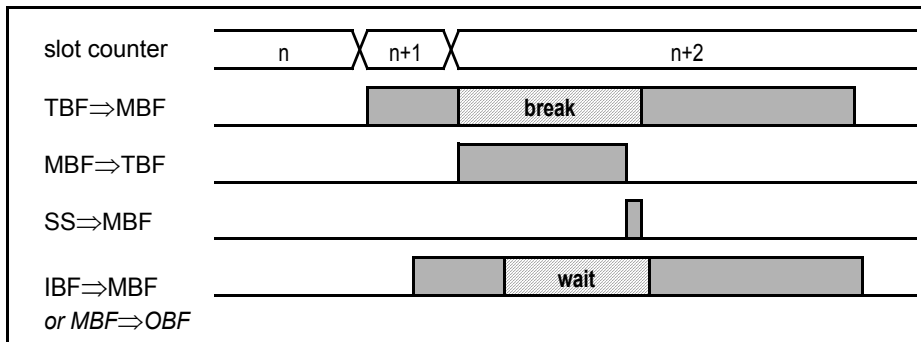 slot counter n n+1 n+2
TBF⇒MBF break
MBF⇒TBF
SS⇒MBF
IBF⇒MBF wait
or MBF⇒OBF